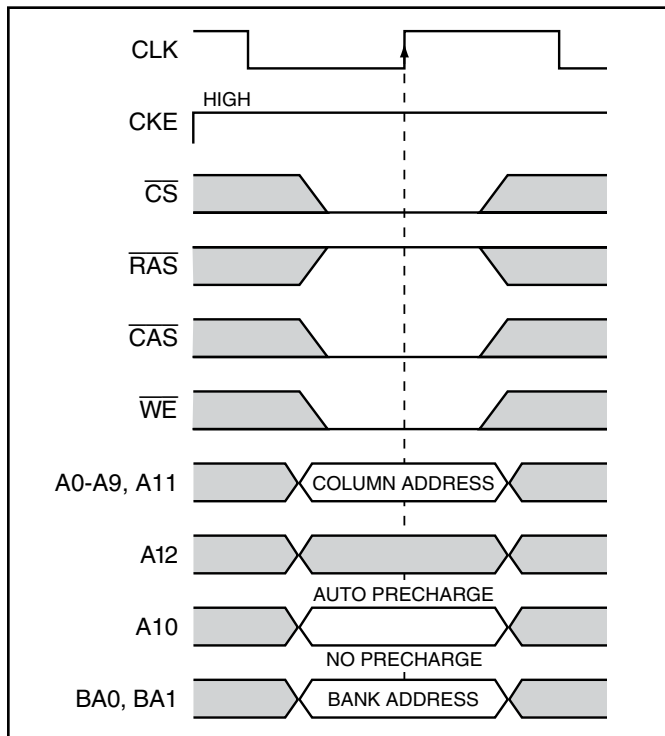 CLK
HIGH
CKE
CS
RAS
CAS
WE
A0-A9, A11
COLUMN ADDRESS
A12
AUTO PRECHARGE
A10
NO PRECHARGE
BA0, BA1
BANK ADDRESS